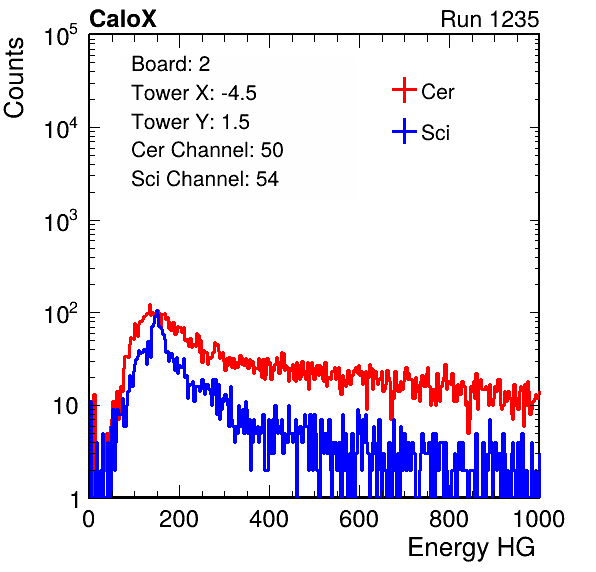 CaloX Run 1235
Counts
10^5
10^4
10^3
10^2
10
1
Board: 2
Tower X: -4.5
Tower Y: 1.5
Cer Channel: 50
Sci Channel: 54
Cer
Sci
0 200 400 600 800 1000
Energy HG